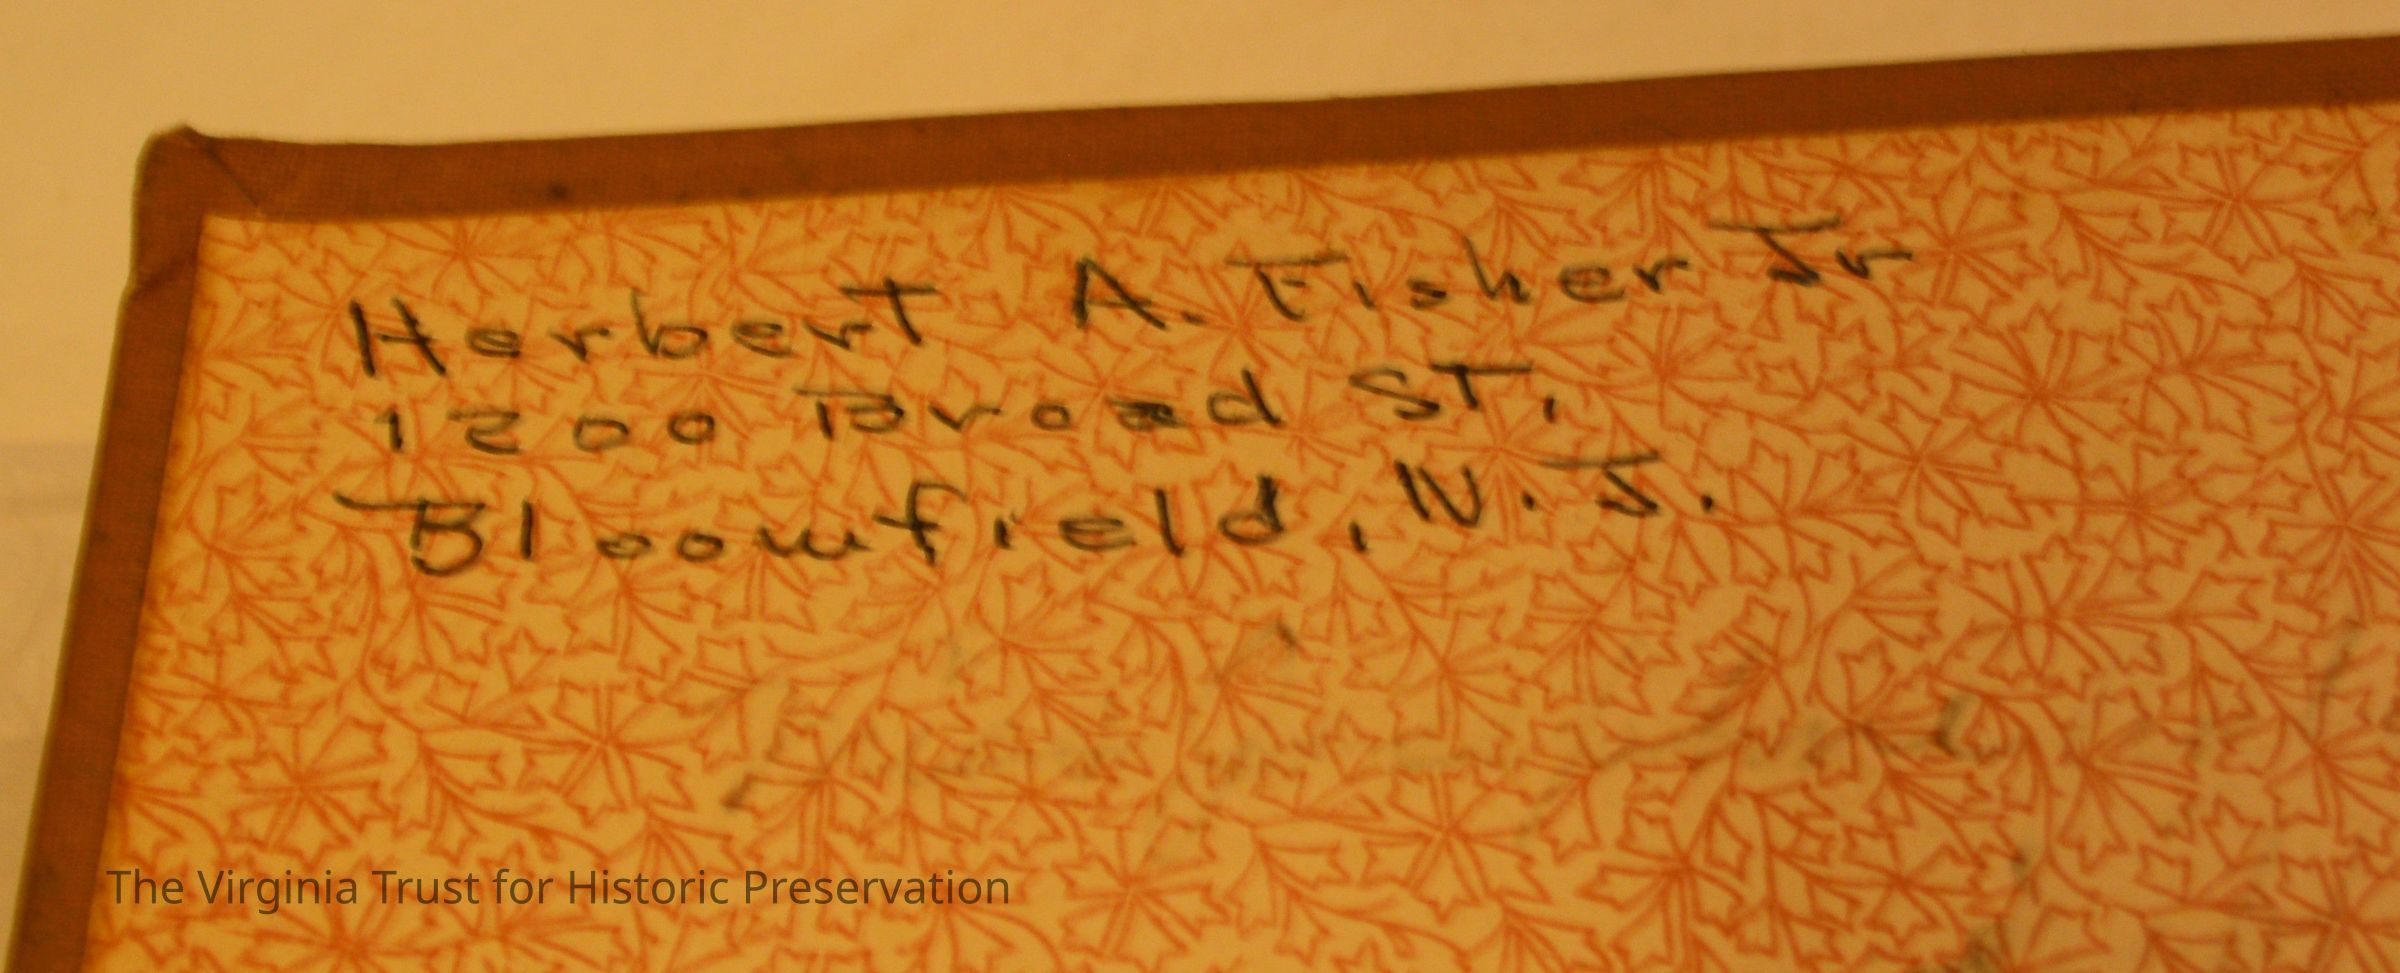 Herbert A. Fisher Jr
1200 Broad St.
Bloomfield, N. J.
The Virginia Trust for Historic Preservation